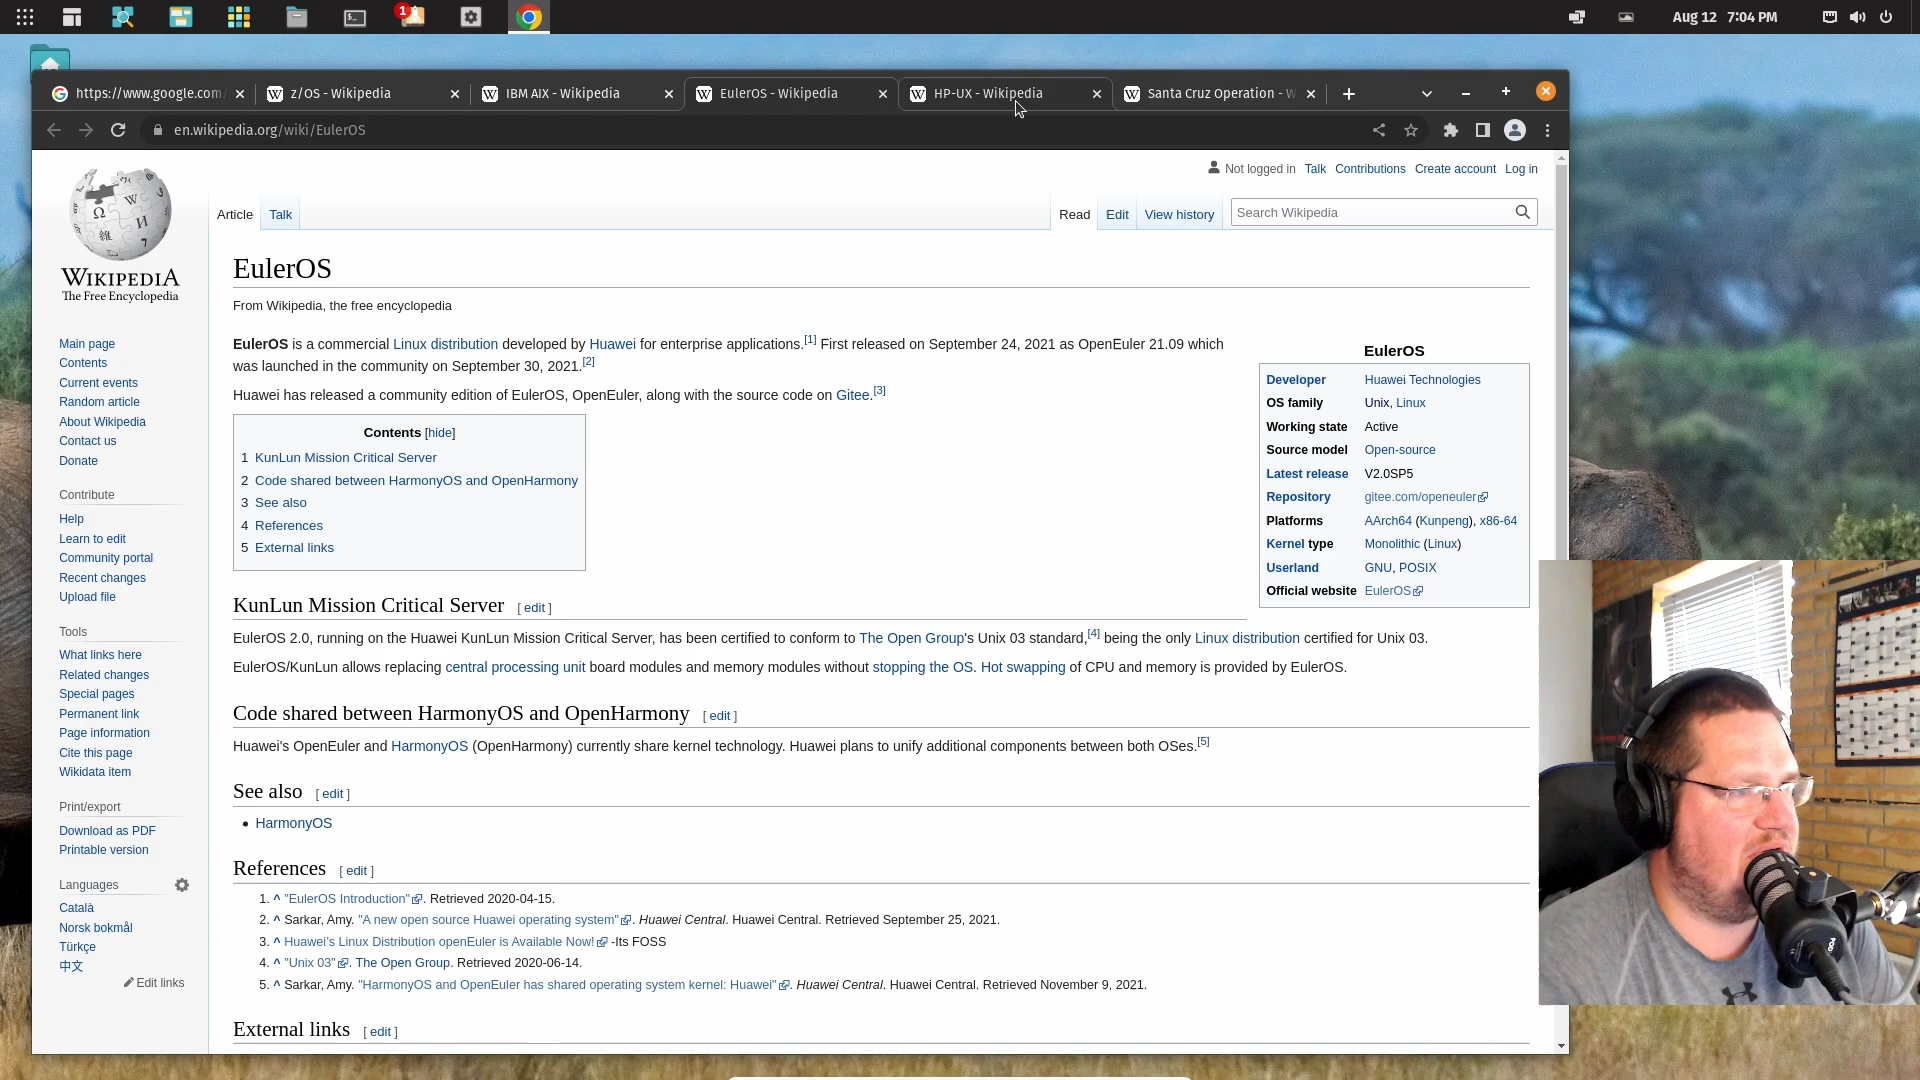 1
Aug 12 7:04 PM
https://www.google.com
z/OS - Wikipedia
IBM AIX - Wikipedia
EulerOS - Wikipedia
HP-UX - Wikipedia
Santa Cruz Operation - W
en.wikipedia.org/wiki/EulerOS
Not logged in Talk Contributions Create account Log in
Article Talk Read Edit View history Search Wikipedia
WIKIPEDIA
The Free Encyclopedia
Main page
Contents
Current events
Random article
About Wikipedia
Contact us
Donate
Contribute
Help
Learn to edit
Community portal
Recent changes
Upload file
Tools
What links here
Related changes
Special pages
Permanent link
Page information
Cite this page
Wikidata item
Print/export
Download as PDF
Printable version
Languages
Català
Norsk bokmål
Türkçe
中文
Edit links
EulerOS
From Wikipedia, the free encyclopedia
EulerOS is a commercial Linux distribution developed by Huawei for enterprise applications.[1] First released on September 24, 2021 as OpenEuler 21.09 which
was launched in the community on September 30, 2021.[2]
Huawei has released a community edition of EulerOS, OpenEuler, along with the source code on Gitee.[3]
Contents [hide]
1 KunLun Mission Critical Server
2 Code shared between HarmonyOS and OpenHarmony
3 See also
4 References
5 External links
EulerOS
Developer Huawei Technologies
OS family Unix, Linux
Working state Active
Source model Open-source
Latest release V2.0SP5
Repository gitee.com/openeuler
Platforms AArch64 (Kunpeng), x86-64
Kernel type Monolithic (Linux)
Userland GNU, POSIX
Official website EulerOS
KunLun Mission Critical Server [ edit ]
EulerOS 2.0, running on the Huawei KunLun Mission Critical Server, has been certified to conform to The Open Group's Unix 03 standard,[4] being the only Linux distribution certified for Unix 03.
EulerOS/KunLun allows replacing central processing unit board modules and memory modules without stopping the OS. Hot swapping of CPU and memory is provided by EulerOS.
Code shared between HarmonyOS and OpenHarmony [ edit ]
Huawei's OpenEuler and HarmonyOS (OpenHarmony) currently share kernel technology. Huawei plans to unify additional components between both OSes.[5]
See also [ edit ]
• HarmonyOS
References [ edit ]
1. ^ "EulerOS Introduction". Retrieved 2020-04-15.
2. ^ Sarkar, Amy. "A new open source Huawei operating system". Huawei Central. Huawei Central. Retrieved September 25, 2021.
3. ^ Huawei's Linux Distribution openEuler is Available Now! -Its FOSS
4. ^ "Unix 03". The Open Group. Retrieved 2020-06-14.
5. ^ Sarkar, Amy. "HarmonyOS and OpenEuler has shared operating system kernel: Huawei". Huawei Central. Huawei Central. Retrieved November 9, 2021.
External links [ edit ]